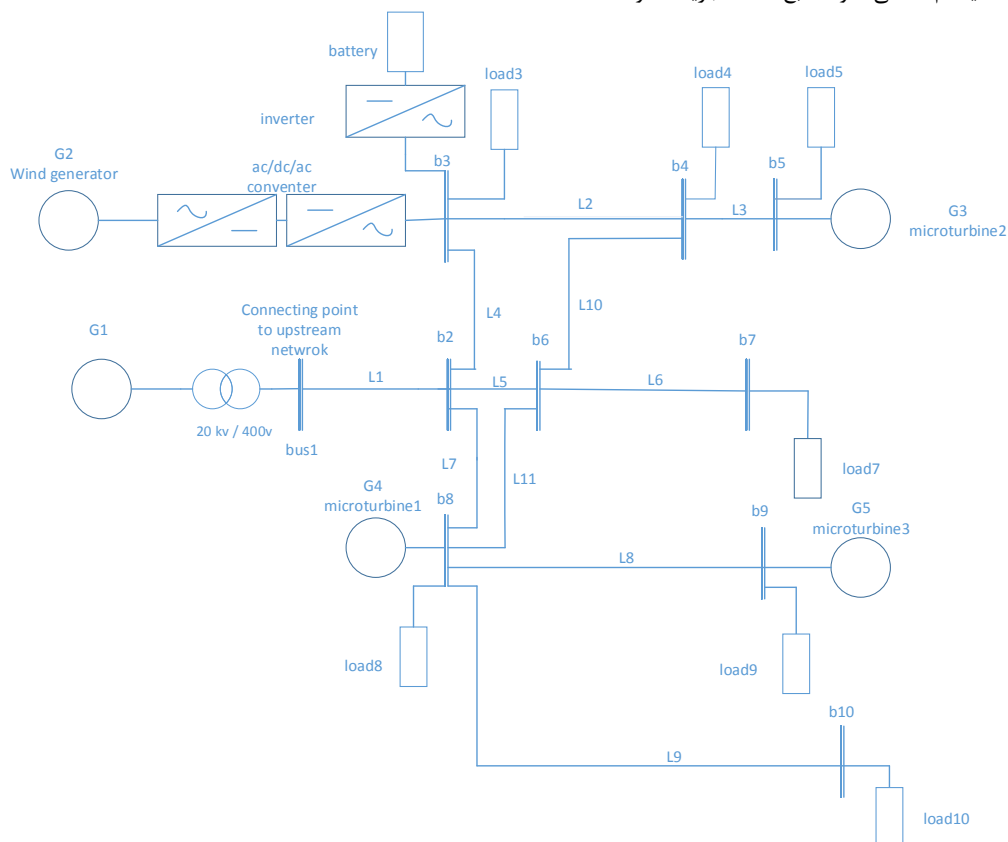 battery
load3
load4
load5
inverter
G2
Wind generator
ac/dc/ac
conventer
b3
b4
b5
L2
L3
G3
microturbine2
Connecting point
to upstream
netwrok
L4
L10
G1
b2
b6
b7
L1
L5
L6
20 kv / 400v
bus1
L7
L11
load7
G4
microturbine1
b8
b9
G5
microturbine3
L8
load8
load9
b10
L9
load10